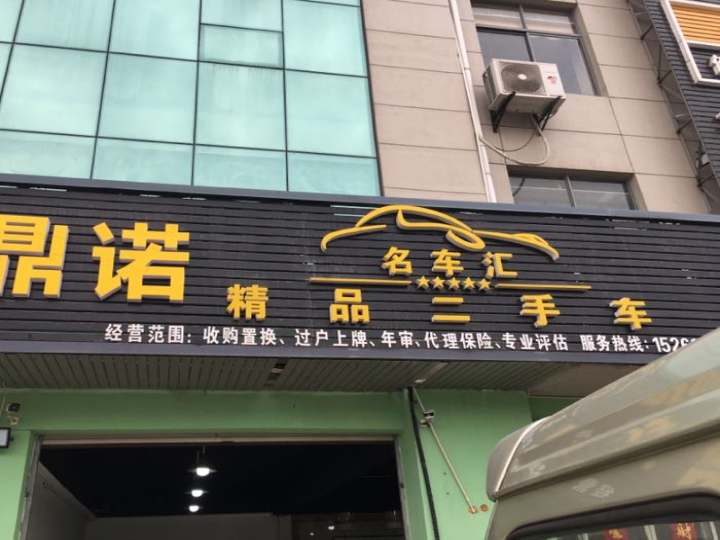 鼎诺
名车汇
精品二手车
经营范围：收购置换、过户上牌、年审、代理保险、专业评估 服务热线：1526